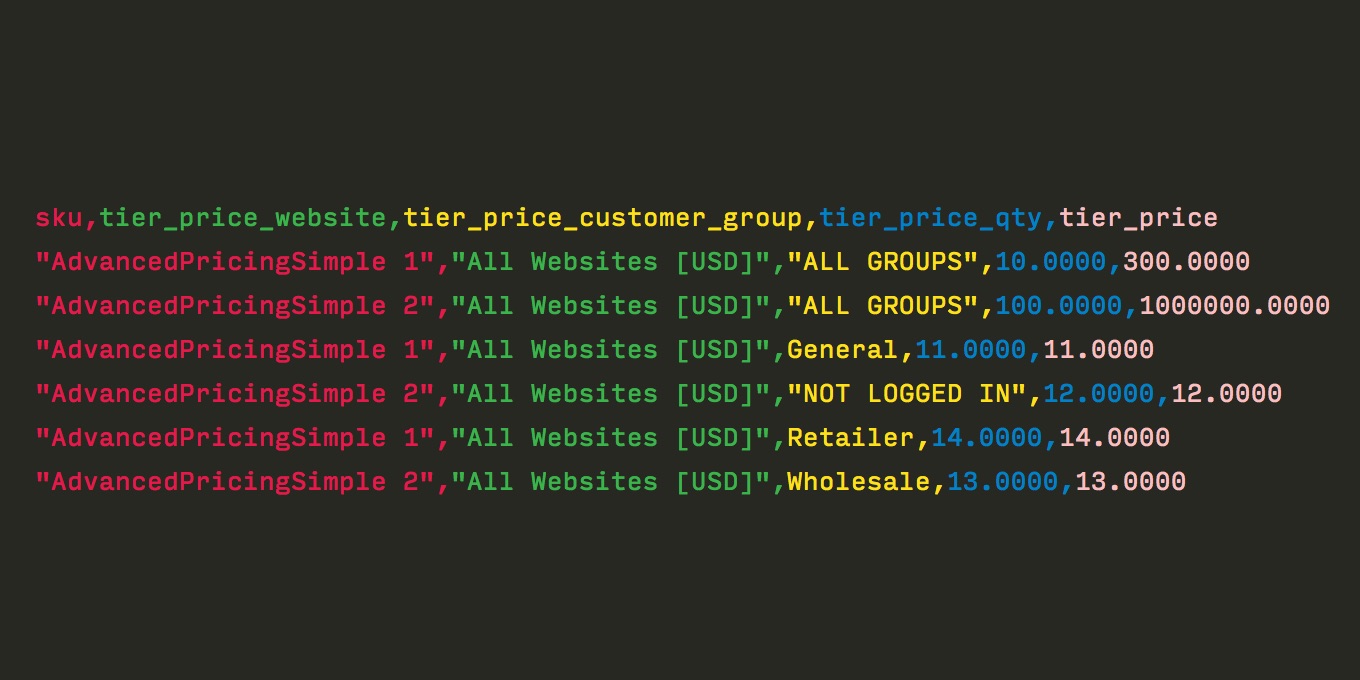 sku,tier_price_website,tier_price_customer_group,tier_price_qty,tier_price
"AdvancedPricingSimple 1","All Websites [USD]","ALL GROUPS",10.0000,300.0000
"AdvancedPricingSimple 2","All Websites [USD]","ALL GROUPS",100.0000,1000000.0000
"AdvancedPricingSimple 1","All Websites [USD]",General,11.0000,11.0000
"AdvancedPricingSimple 2","All Websites [USD]","NOT LOGGED IN",12.0000,12.0000
"AdvancedPricingSimple 1","All Websites [USD]",Retailer,14.0000,14.0000
"AdvancedPricingSimple 2","All Websites [USD]",Wholesale,13.0000,13.0000